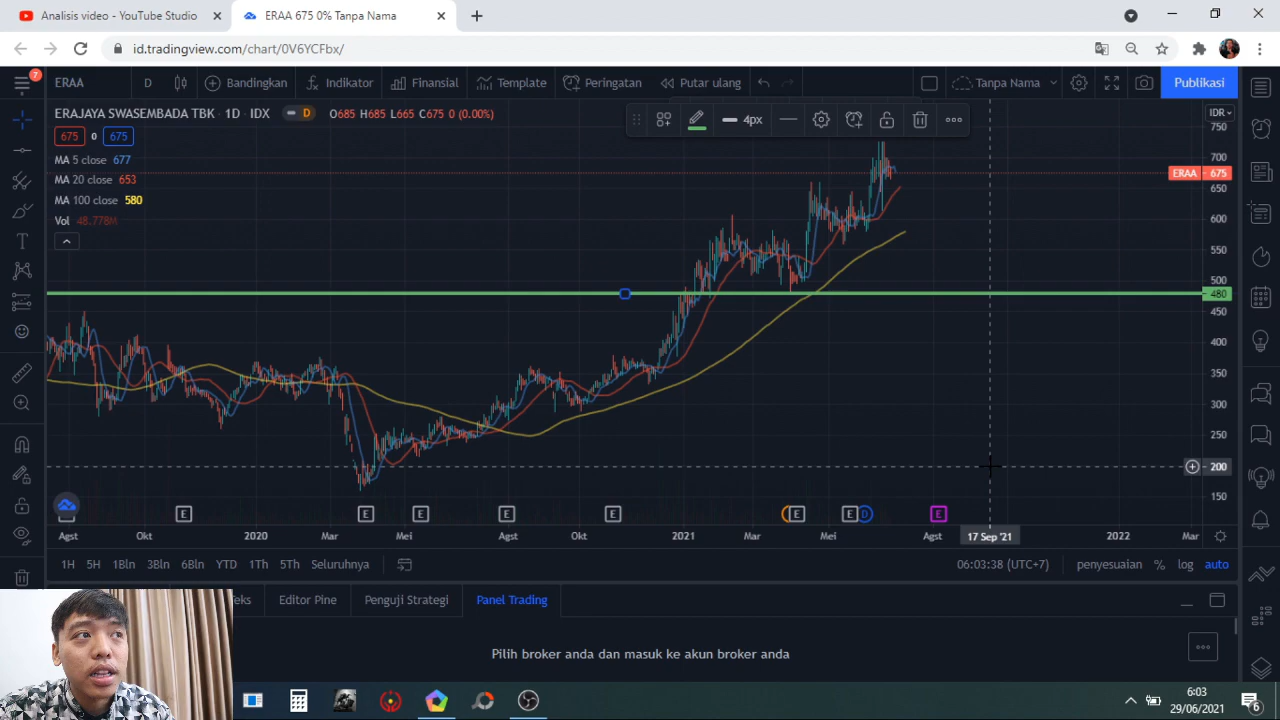 Analisis video - YouTube Studio
ERAA 675 0% Tanpa Nama
id.tradingview.com/chart/0V6YCFbx/
7
ERAA
D
Bandingkan
Indikator
Finansial
Template
Peringatan
Putar ulang
Tanpa Nama
Publikasi
ERAJAYA SWASEMBADA TBK · 1D · IDX
D
O685 H685 L665 C675 0 (0.00%)
4px
IDR
675 0 675
MA 5 close 677
MA 20 close 653
MA 100 close 580
Vol 48.778M
750
700
ERAA 675
650
600
550
500
480
450
400
350
300
250
200
150
E E E E E E E D E
Agst Okt 2020 Mar Mei Agst Okt 2021 Mar Mei Agst 17 Sep '21 2022 Mar
1H 5H 1Bln 3Bln 6Bln YTD 1Th 5Th Seluruhnya
06:03:38 (UTC+7) penyesuaian % log auto
eks Editor Pine Penguji Strategi Panel Trading
Pilih broker anda dan masuk ke akun broker anda
6:03
29/06/2021
6